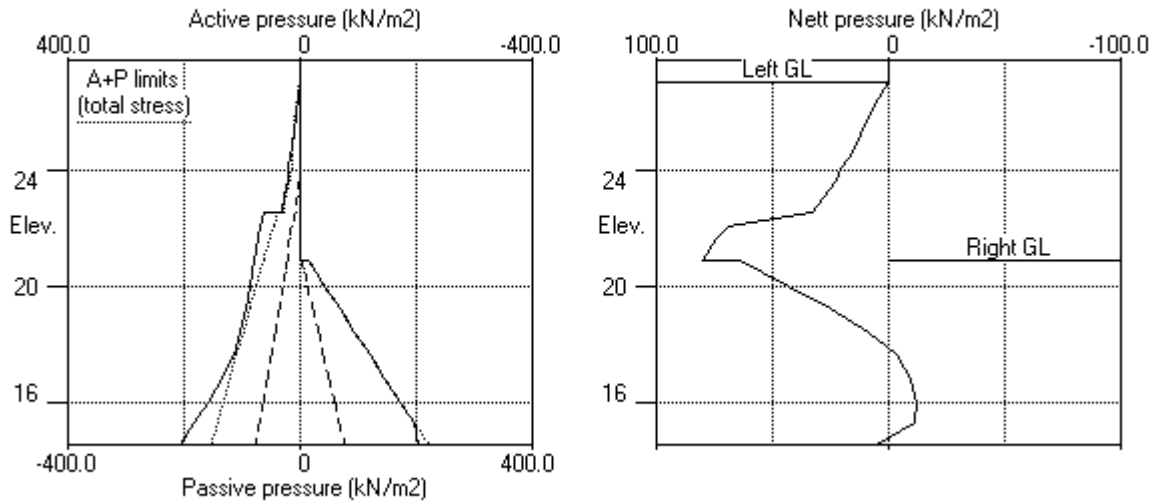 Active pressure (kN/m2)
400.0 0 -400.0
A+P limits
(total stress)
24
Elev.
20
16
-400.0 0 400.0
Passive pressure (kN/m2)
Nett pressure (kN/m2)
100.0 0 -100.0
Left GL
24
Elev.
Right GL
20
16